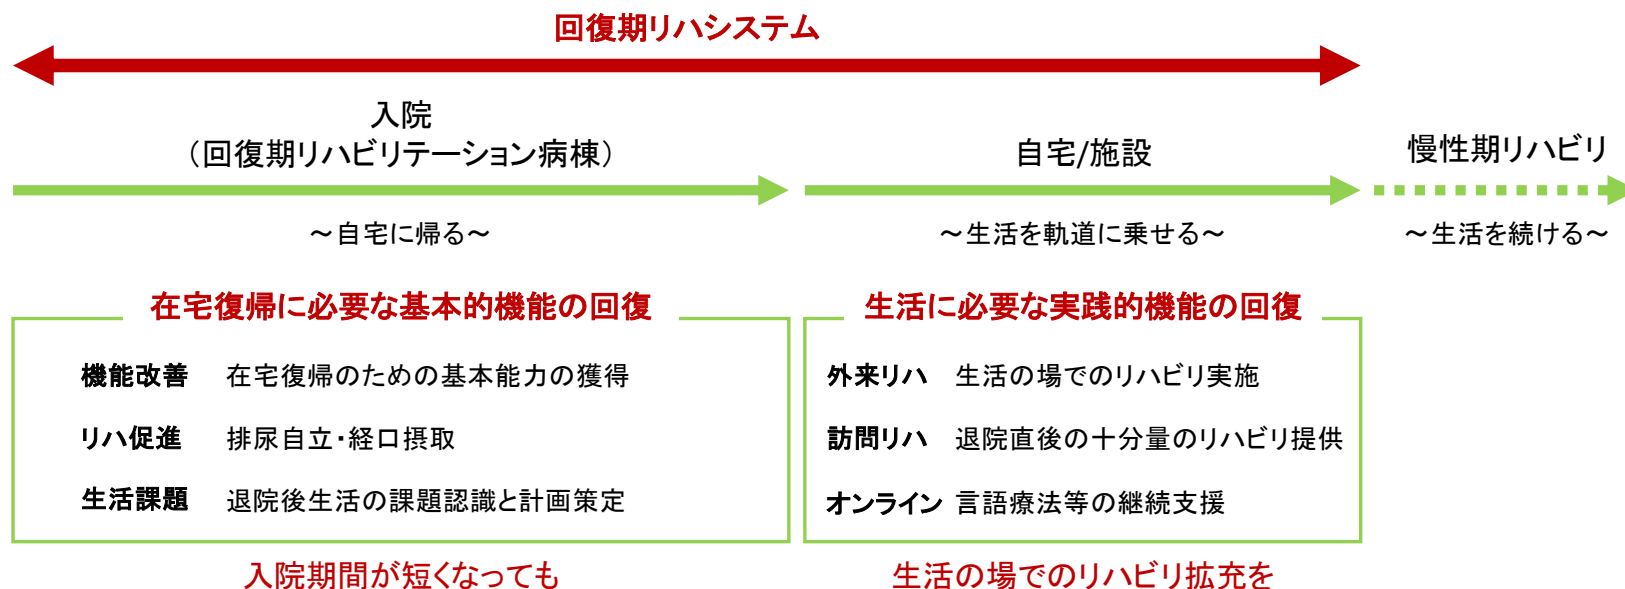 回復期リハシステム
入院
（回復期リハビリテーション病棟）
自宅/施設
慢性期リハビリ
～自宅に帰る～
～生活を軌道に乗せる～
～生活を続ける～
在宅復帰に必要な基本的機能の回復
機能改善 在宅復帰のための基本能力の獲得
リハ促進 排尿自立・経口摂取
生活課題 退院後生活の課題認識と計画策定
入院期間が短くなっても
生活に必要な実践的機能の回復
外来リハ 生活の場でのリハビリ実施
訪問リハ 退院直後の十分量のリハビリ提供
オンライン 言語療法等の継続支援
生活の場でのリハビリ拡充を